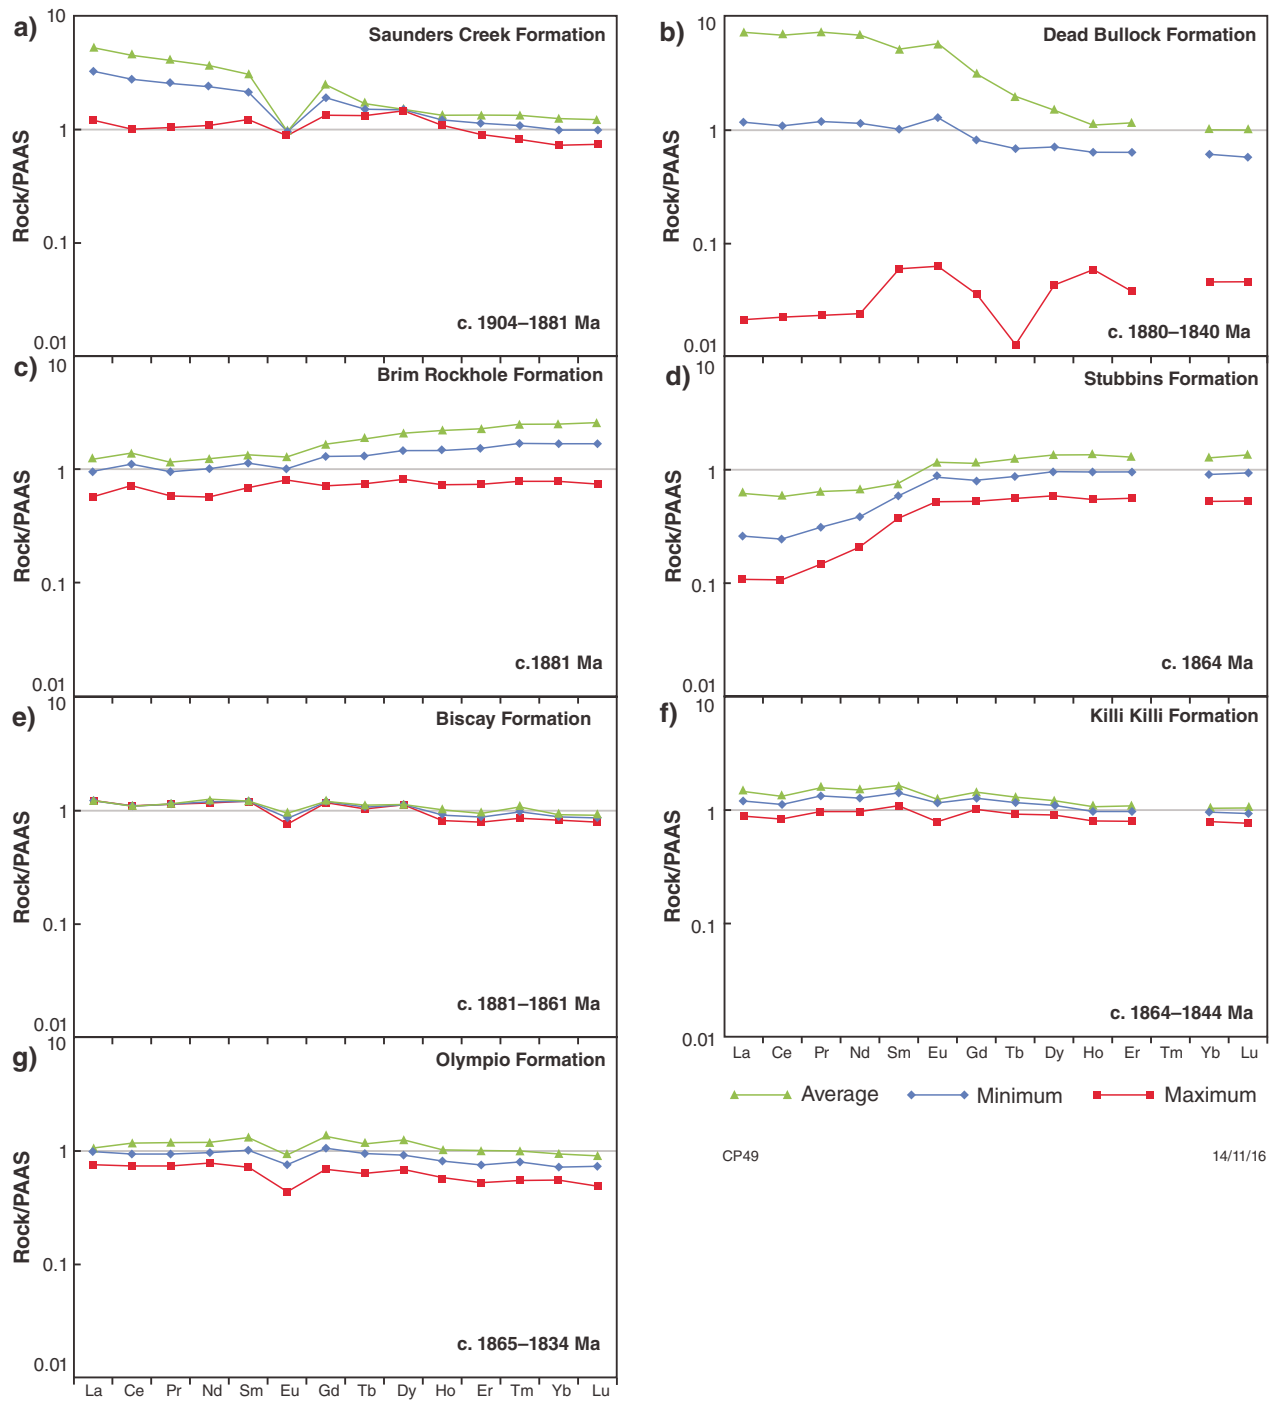 a)
10
Saunders Creek Formation
1
Rock/PAAS
0.1
c. 1904–1881 Ma
0.01
b)
10
Dead Bullock Formation
1
Rock/PAAS
0.1
c. 1880–1840 Ma
0.01
c)
10
Brim Rockhole Formation
1
Rock/PAAS
0.1
c.1881 Ma
0.01
d)
10
Stubbins Formation
1
Rock/PAAS
0.1
c. 1864 Ma
0.01
e)
10
Biscay Formation
1
Rock/PAAS
0.1
c. 1881–1861 Ma
0.01
f)
10
Killi Killi Formation
1
Rock/PAAS
0.1
c. 1864–1844 Ma
0.01
La Ce Pr Nd Sm Eu Gd Tb Dy Ho Er Tm Yb Lu
g)
10
Olympio Formation
1
Rock/PAAS
0.1
c. 1865–1834 Ma
0.01
La Ce Pr Nd Sm Eu Gd Tb Dy Ho Er Tm Yb Lu
Average Minimum Maximum
CP49 14/11/16